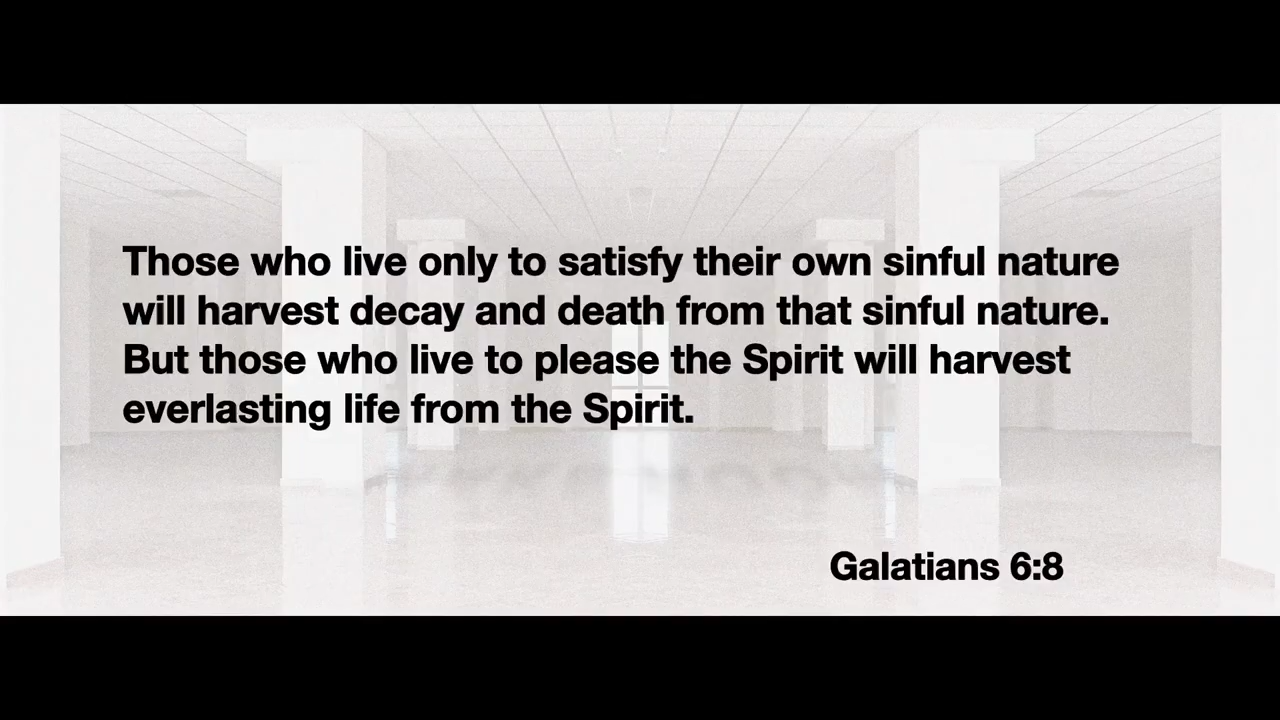 Those who live only to satisfy their own sinful nature
will harvest decay and death from that sinful nature.
But those who live to please the Spirit will harvest
everlasting life from the Spirit.
Galatians 6:8